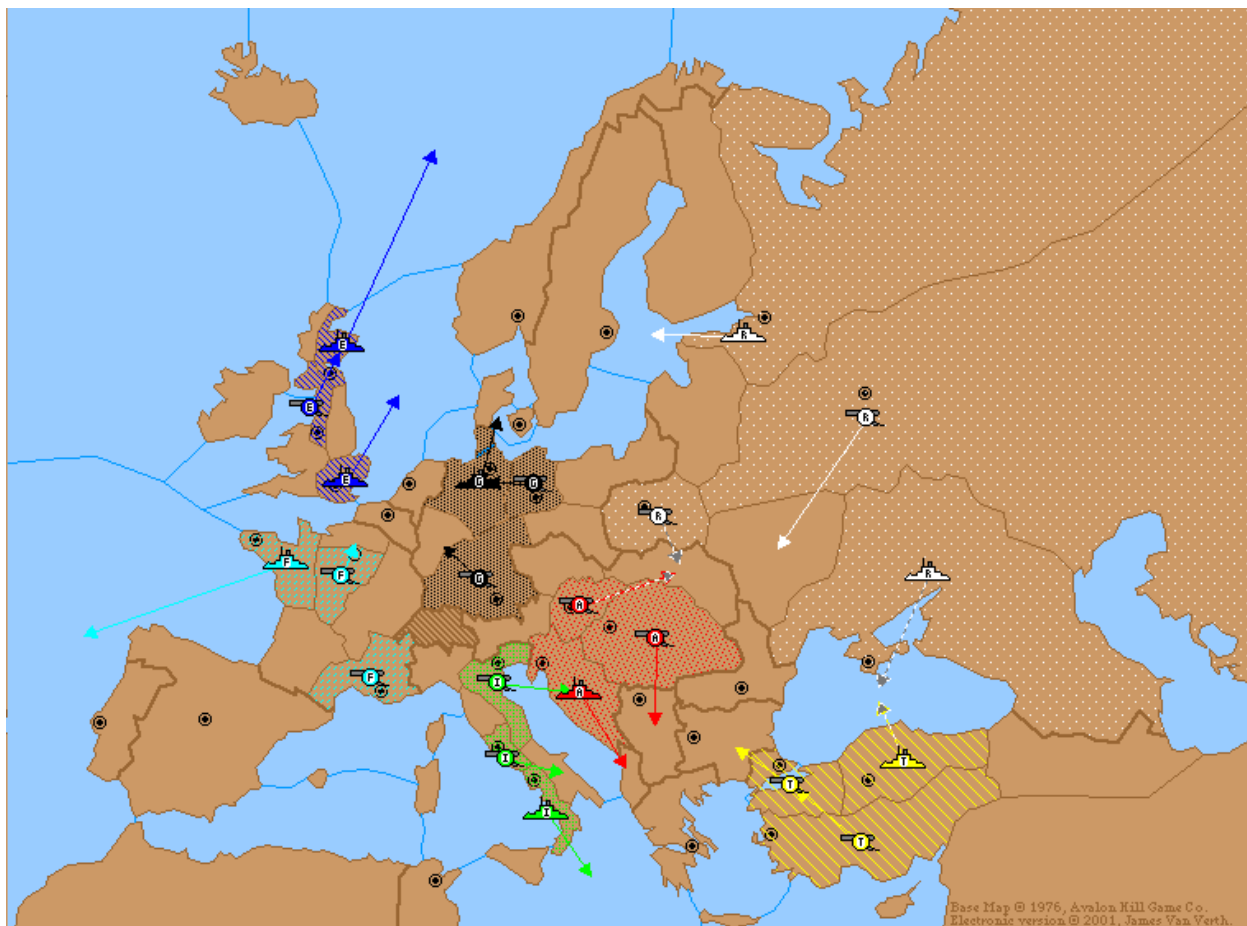 E
R
E
R
E
G
G
R
F
F
G
A
R
A
F
I
A
I
T
T
I
T
Base Map © 1976, Avalon Hill Game Co.
Electronic version © 2001, James Van Verth.